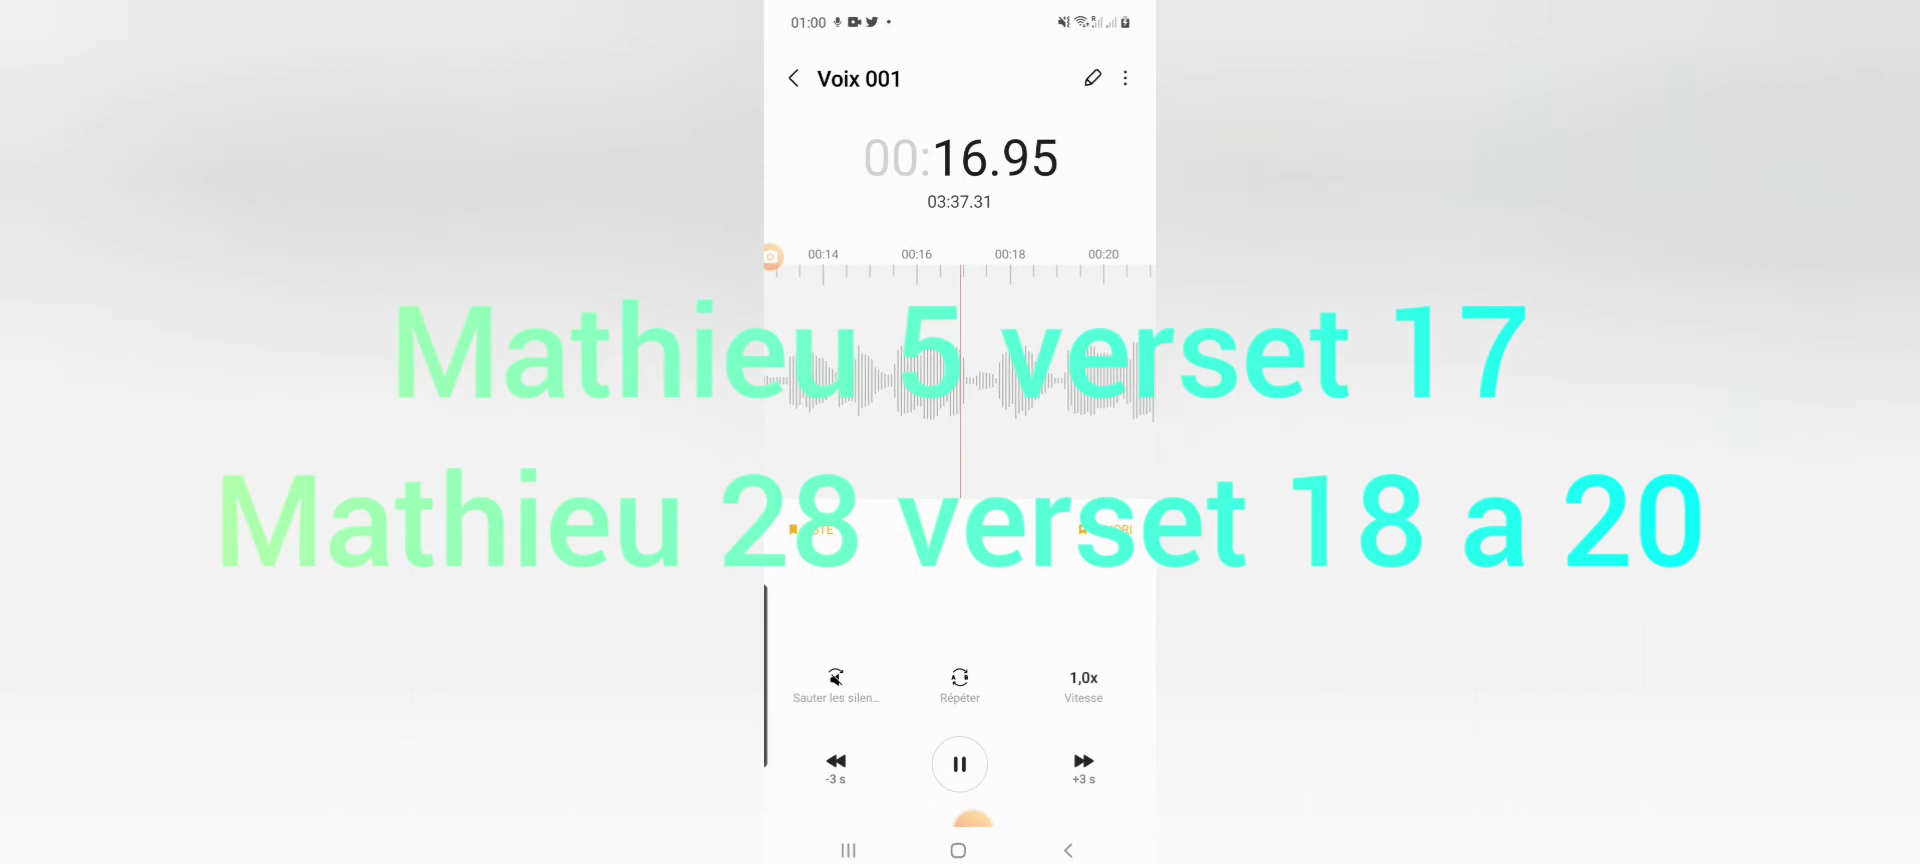 01:00
Voix 001
00:16.95
03:37.31
00:14 00:16 00:18 00:20
Mathieu 5 verset 17
Mathieu 28 verset 18 a 20
Sauter les silen... Répéter 1,0x Vitesse
-3 s +3 s